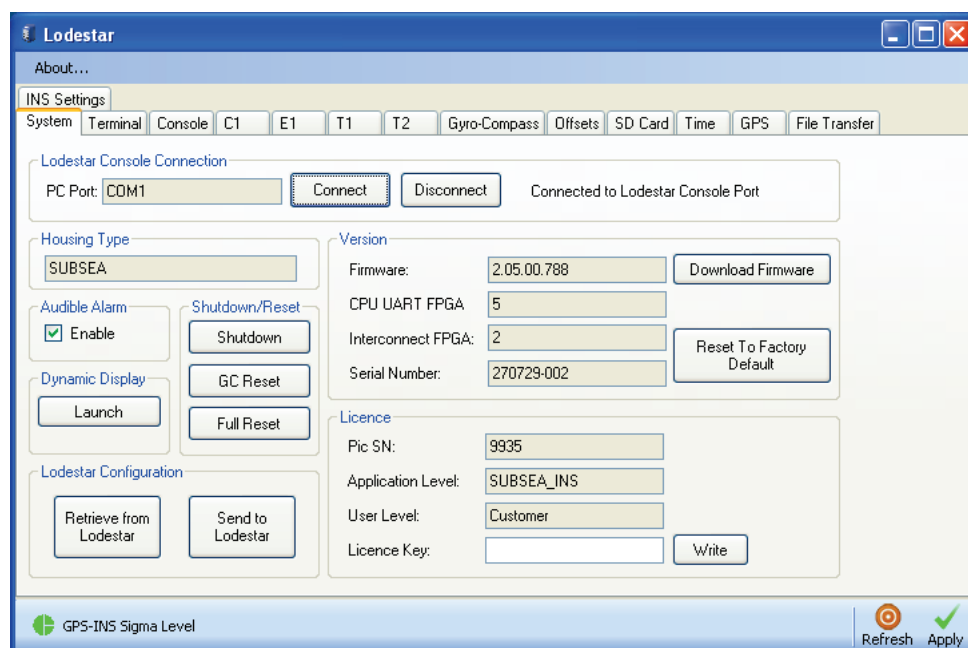 Lodestar
About...
INS Settings
System Terminal Console C1 E1 T1 T2 Gyro-Compass Offsets SD Card Time GPS File Transfer
Lodestar Console Connection
PC Port: COM1 Connect Disconnect Connected to Lodestar Console Port
Housing Type
SUBSEA
Audible Alarm
Enable
Dynamic Display
Launch
Shutdown/Reset
Shutdown
GC Reset
Full Reset
Lodestar Configuration
Retrieve from
Lodestar
Send to
Lodestar
Version
Firmware: 2.05.00.788 Download Firmware
CPU UART FPGA 5
Interconnect FPGA: 2
Serial Number: 270729-002
Reset To Factory
Default
Licence
Pic SN: 9935
Application Level: SUBSEA_INS
User Level: Customer
Licence Key: Write
GPS-INS Sigma Level
Refresh Apply